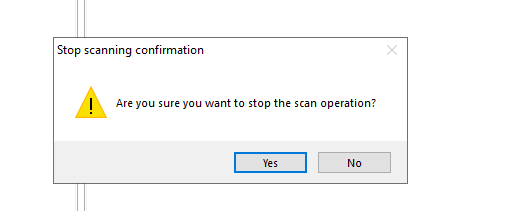 Stop scanning confirmation
Are you sure you want to stop the scan operation?
Yes
No